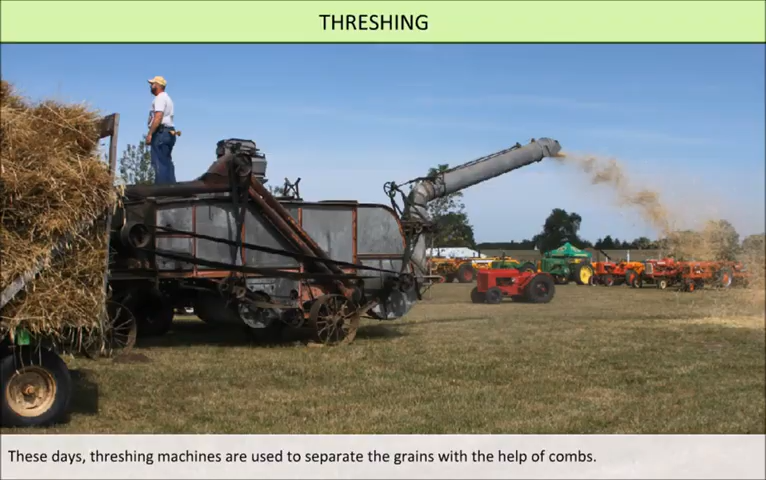 THRESHING
These days, threshing machines are used to separate the grains with the help of combs.